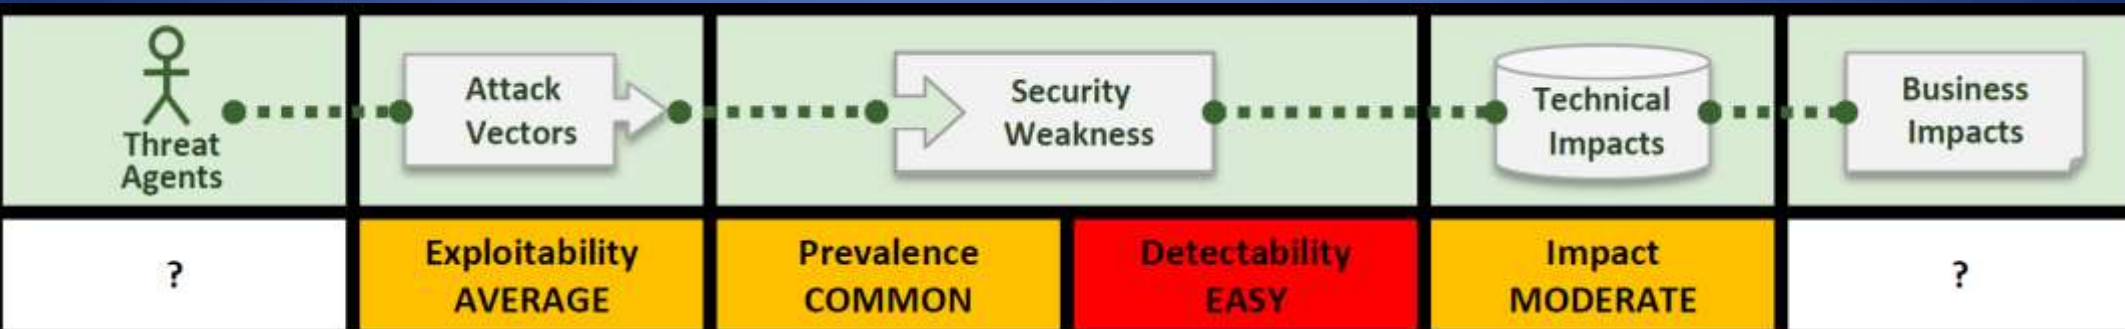 Threat
Agents
Attack
Vectors
Security
Weakness
Technical
Impacts
Business
Impacts
?
Exploitability
AVERAGE
Prevalence
COMMON
Detectability
EASY
Impact
MODERATE
?